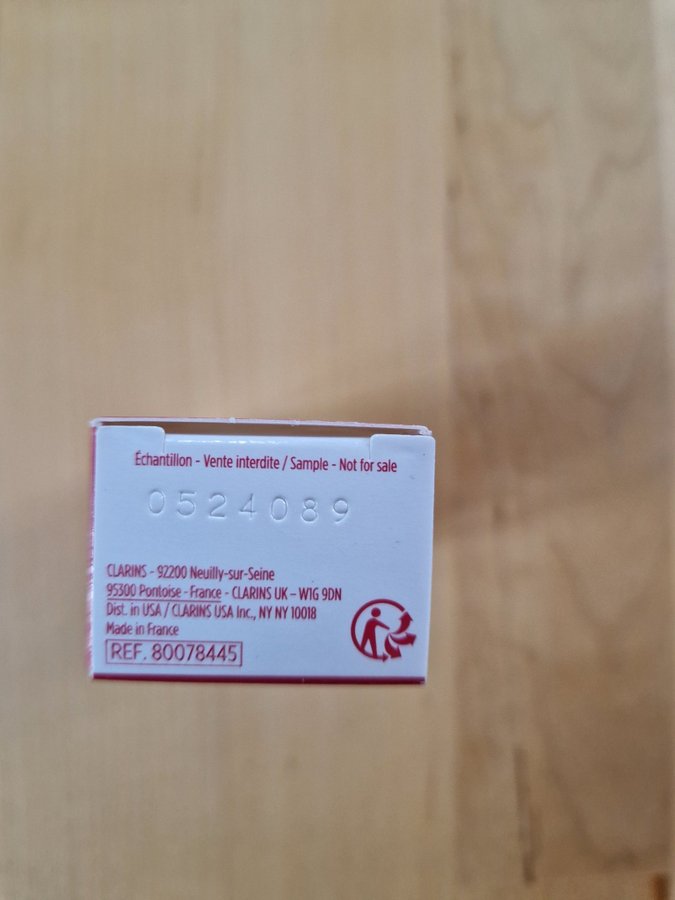 Échantillon - Vente interdite / Sample - Not for sale
0524089
CLARINS - 92200 Neuilly-sur-Seine
95300 Pontoise - France - CLARINS UK – W1G 9DN
Dist. in USA / CLARINS USA Inc., NY NY 10018
Made in France
REF. 80078445